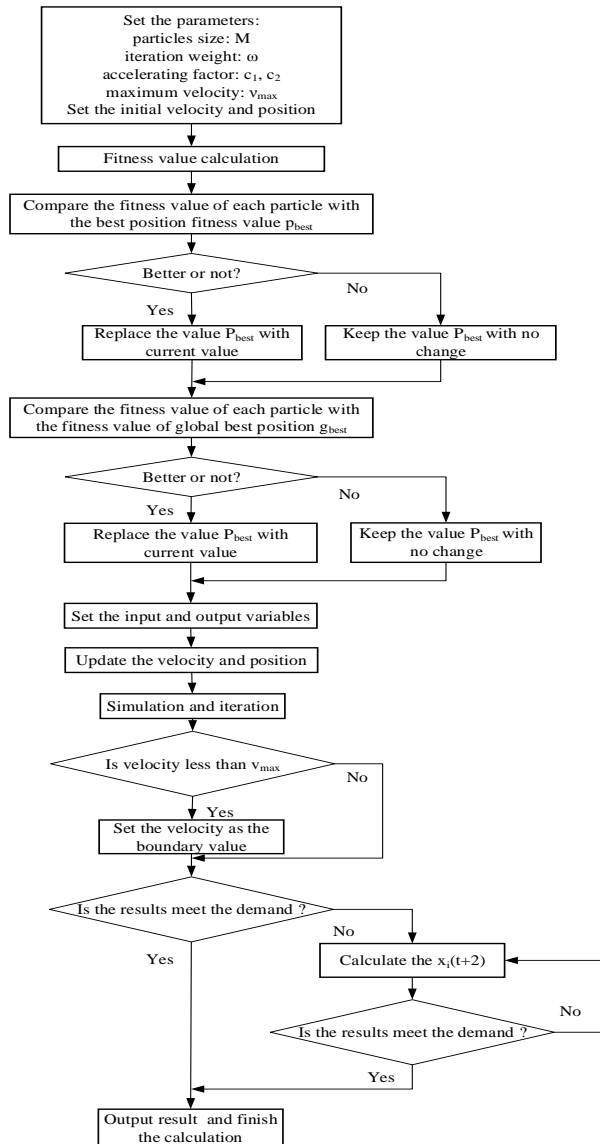 Set the parameters:
particles size: M
iteration weight: ω
accelerating factor: c₁, c₂
maximum velocity: vmax
Set the initial velocity and position
Fitness value calculation
Compare the fitness value of each particle with
the best position fitness value pbest
Better or not?
No
Yes
Replace the value Pbest with
current value
Keep the value Pbest with no
change
Compare the fitness value of each particle with
the fitness value of global best position gbest
Better or not?
No
Yes
Replace the value Pbest with
current value
Keep the value Pbest with
no change
Set the input and output variables
Update the velocity and position
Simulation and iteration
Is velocity less than vmax
No
Yes
Set the velocity as the
boundary value
Is the results meet the demand ?
No
Yes
Calculate the xi(t+2)
Is the results meet the demand ?
No
Yes
Output result and finish
the calculation